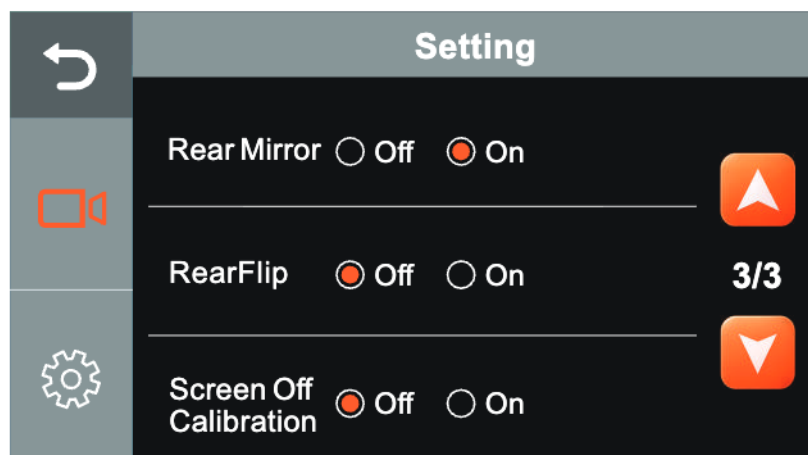 Setting
Rear Mirror Off On
RearFlip Off On
3/3
Screen Off
Calibration Off On